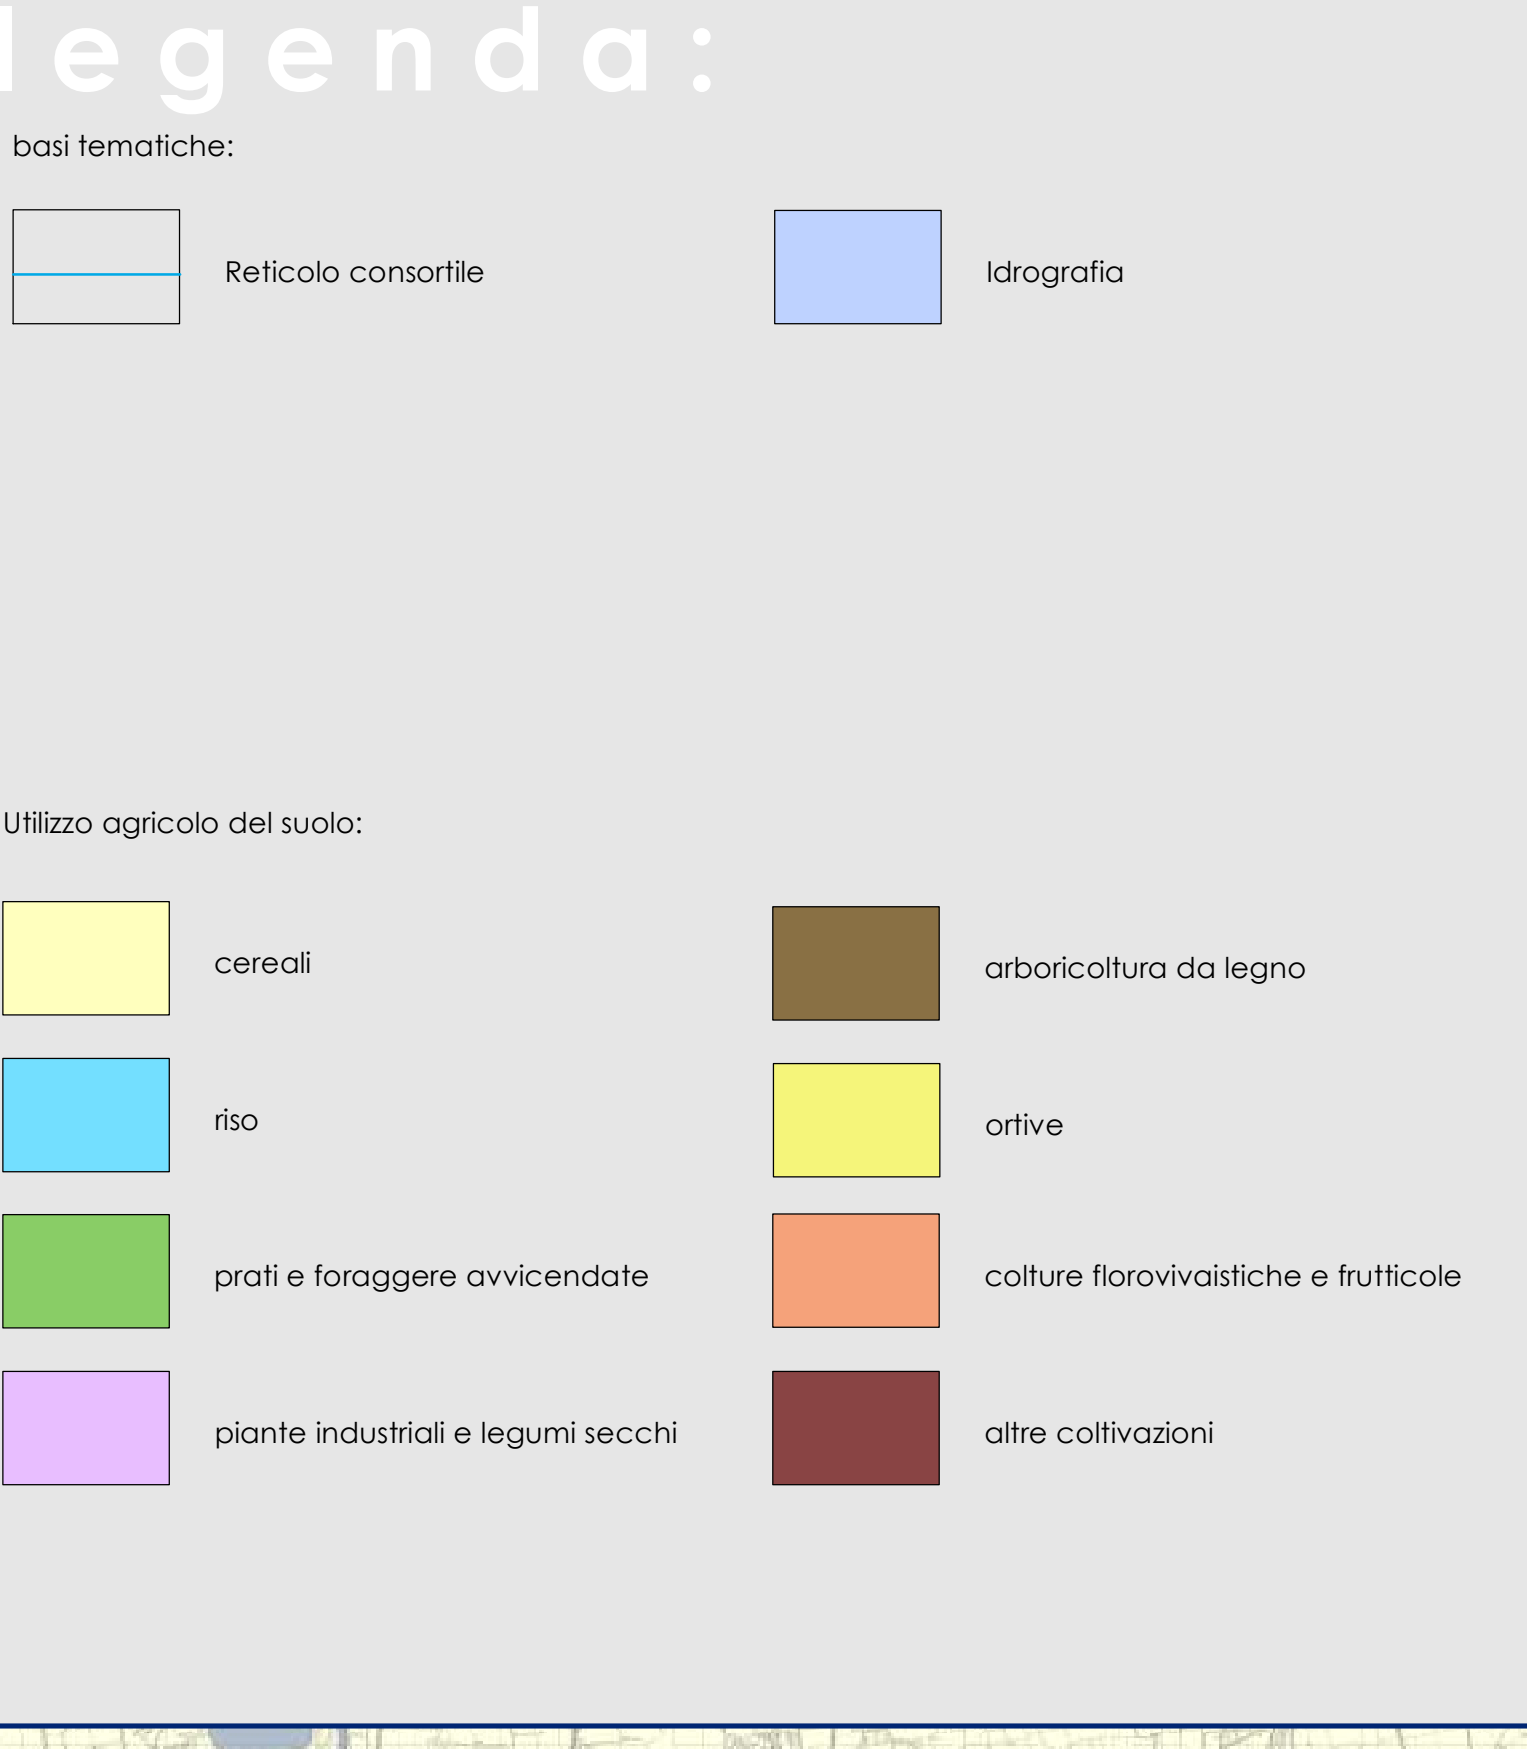 legenda:
basi tematiche:
Reticolo consortile
Idrografia
Utilizzo agricolo del suolo:
cereali
arboricoltura da legno
riso
ortive
prati e foraggere avvicendate
colture florovivaistiche e frutticole
piante industriali e legumi secchi
altre coltivazioni